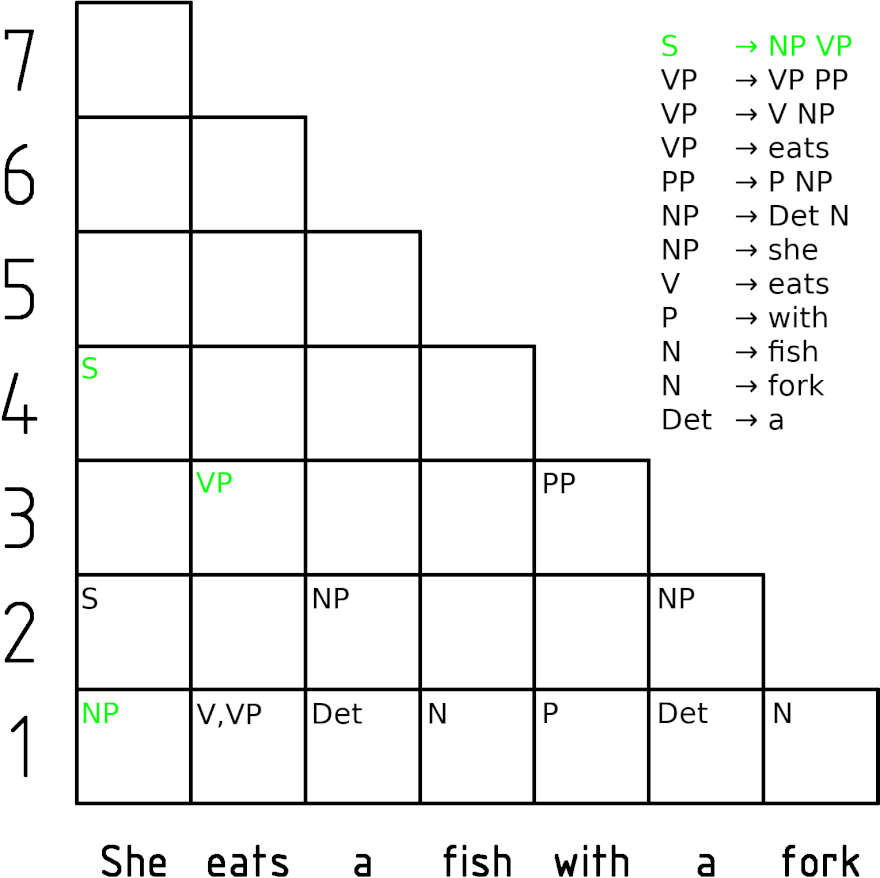 7
S → NP VP
VP → VP PP
VP → V NP
VP → eats
6
PP → P NP
NP → Det N
NP → she
5
V → eats
P → with
N → fish
4
S
N → fork
Det → a
3
VP PP
2
S NP NP
1
NP V,VP Det N P Det N
She eats a fish with a fork